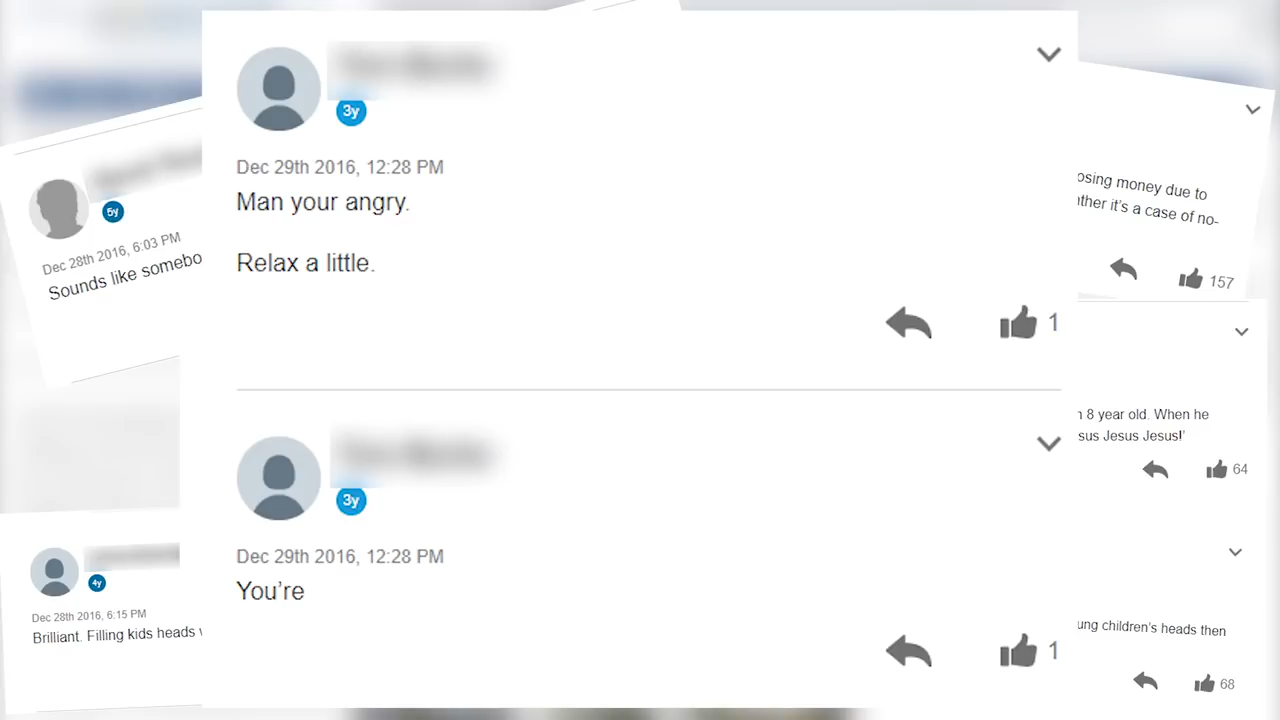 3y
Dec 29th 2016, 12:28 PM
Man your angry.
Relax a little.
1
3y
Dec 29th 2016, 12:28 PM
You’re
1
5y
Dec 28th 2016, 6:03 PM
Sounds like somebo
4y
Dec 28th 2016, 6:15 PM
Brilliant. Filling kids heads
osing money due to
it’s a case of no-
157
8 year old. When he
Jesus Jesus!’
64
children’s heads then
68